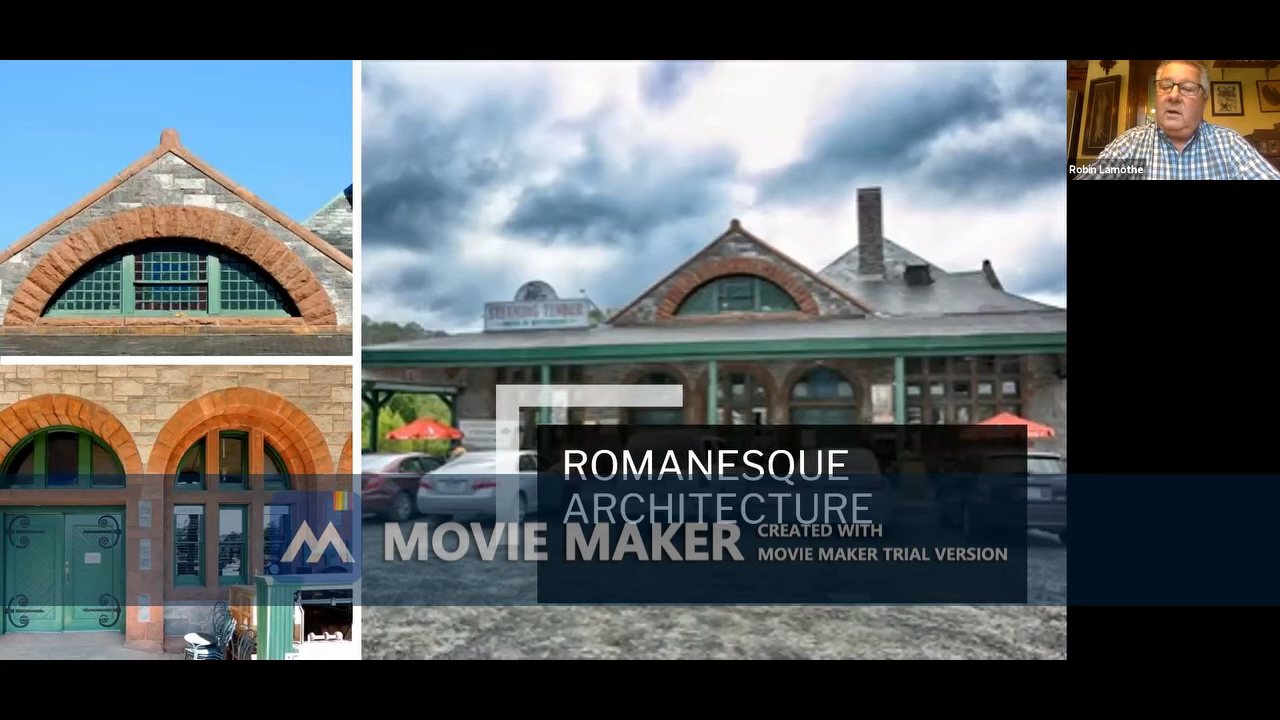 Robin Lamothe
STEAMING TENDER
ROMANESQUE
ARCHITECTURE
MOVIE MAKER
CREATED WITH
MOVIE MAKER TRIAL VERSION